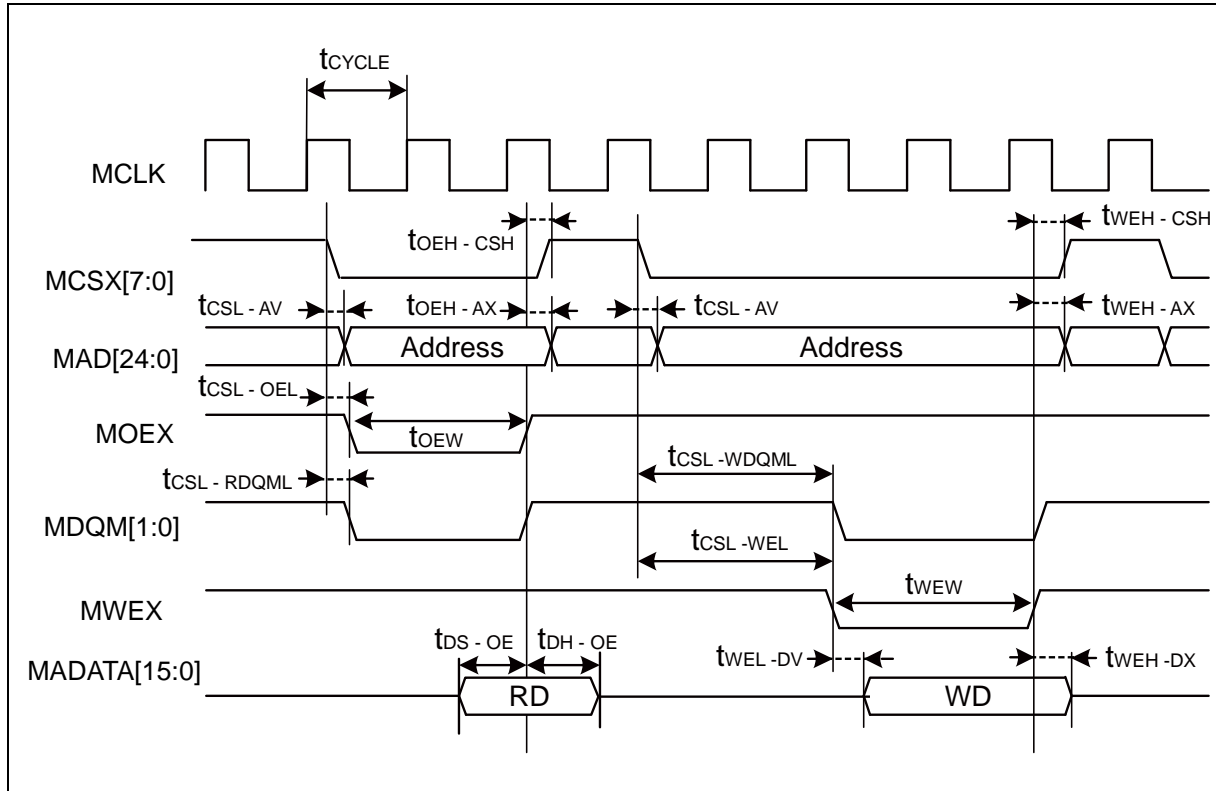 tCYCLE
MCLK
tOEH - CSH
tWEH - CSH
MCSX[7:0]
tCSL - AV
tOEH - AX
tCSL - AV
tWEH - AX
MAD[24:0]
Address
Address
tCSL - OEL
MOEX
tOEW
tCSL - RDQML
tCSL -WDQML
MDQM[1:0]
tCSL -WEL
MWEX
tWEW
tDS - OE
tDH - OE
tWEL -DV
tWEH -DX
MADATA[15:0]
RD
WD